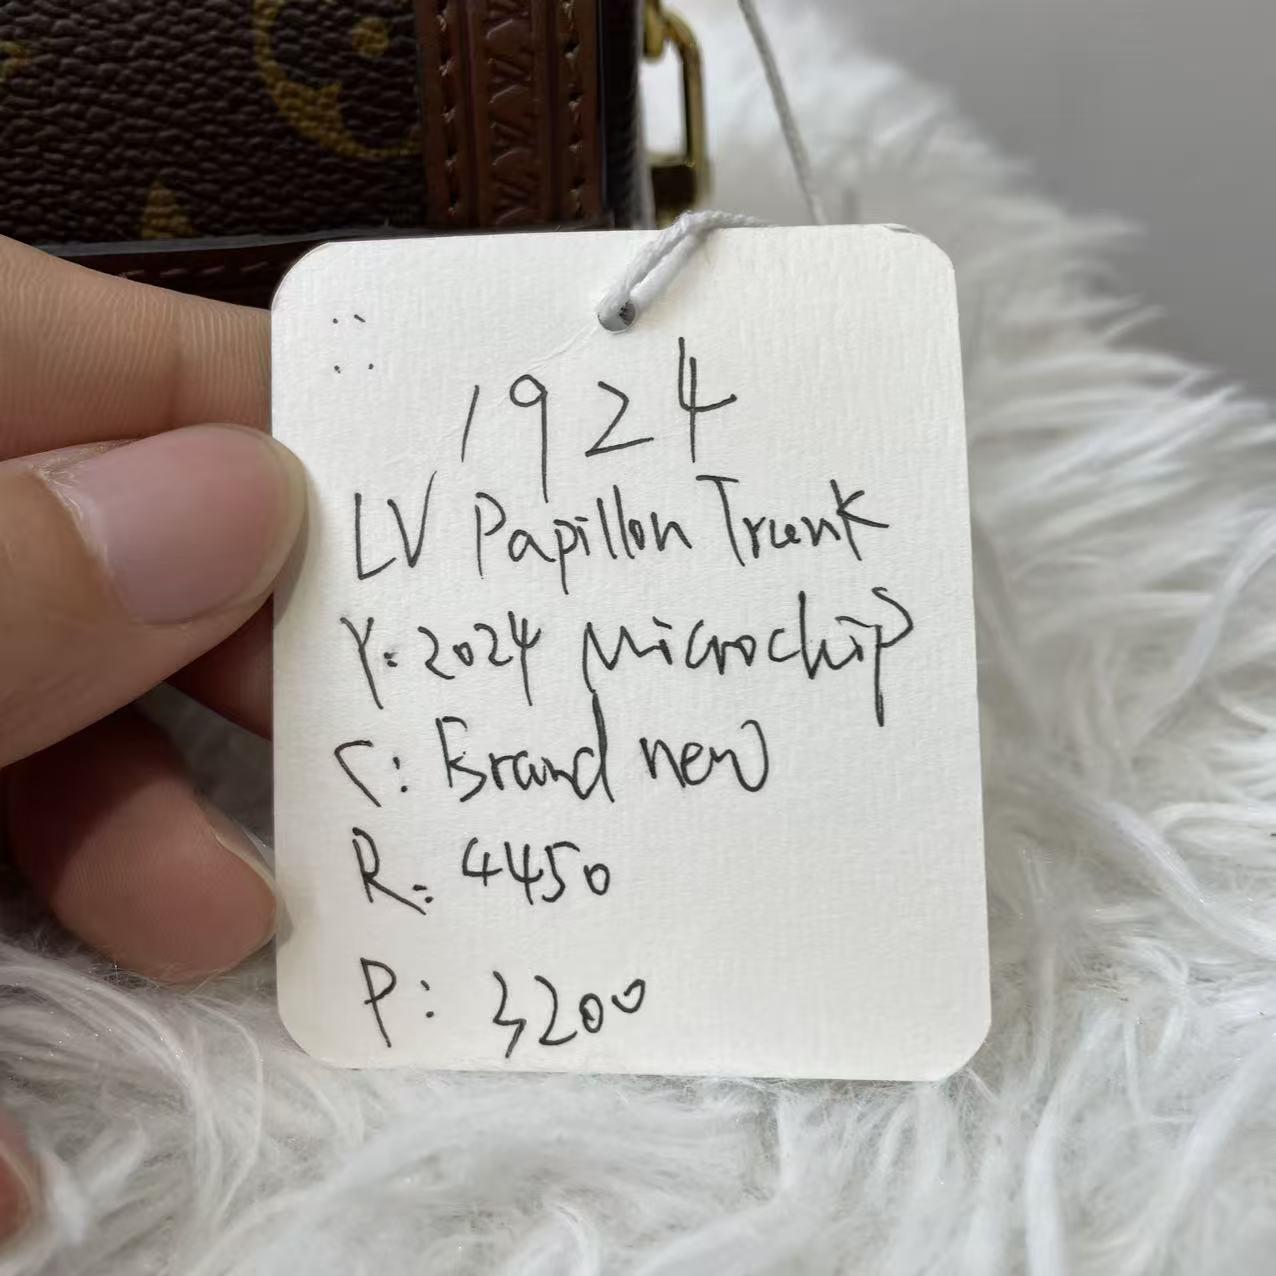 1924
LV Papillon Trunk
Y: 2024 Microchip
C: Brand new
R: 4450
P: 3200